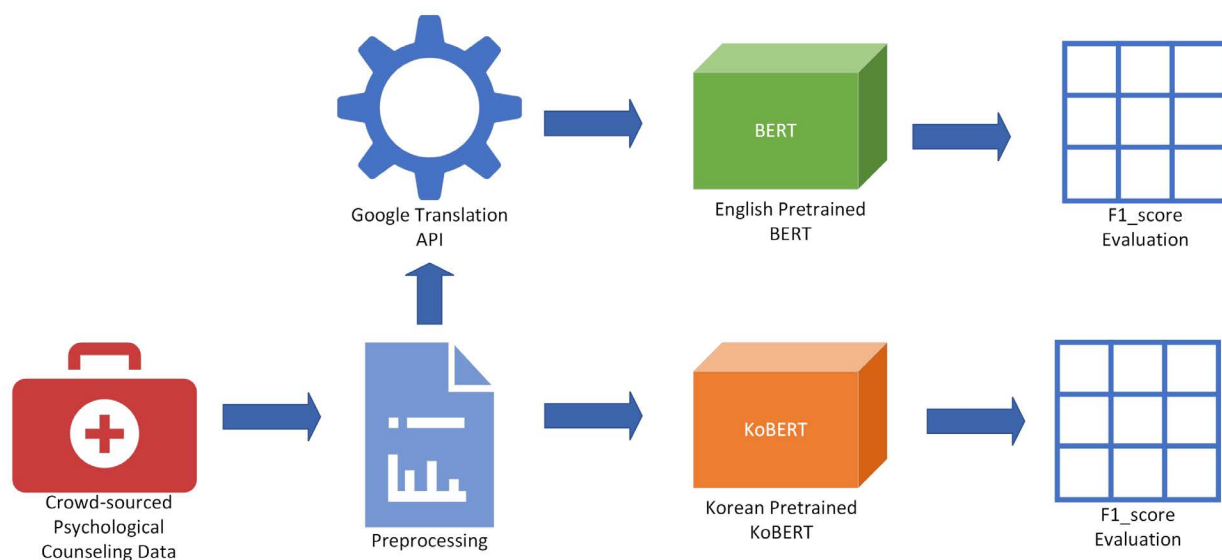 BERT
Google Translation
API
English Pretrained
BERT
F1_score
Evaluation
KoBERT
Crowd-sourced
Psychological
Counseling Data
Preprocessing
Korean Pretrained
KoBERT
F1_score
Evaluation